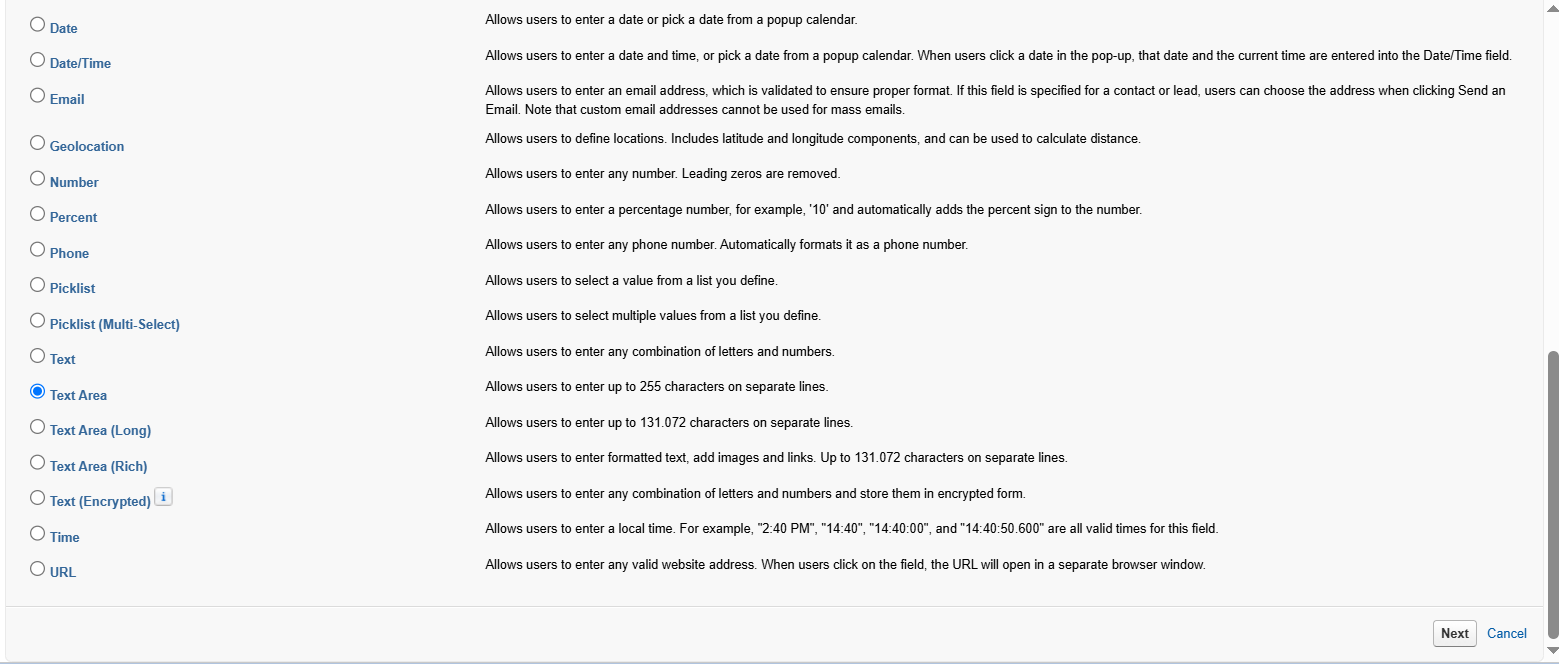 Date
Allows users to enter a date or pick a date from a popup calendar.
Date/Time
Allows users to enter a date and time, or pick a date from a popup calendar. When users click a date in the pop-up, that date and the current time are entered into the Date/Time field.
Email
Allows users to enter an email address, which is validated to ensure proper format. If this field is specified for a contact or lead, users can choose the address when clicking Send an
Email. Note that custom email addresses cannot be used for mass emails.
Geolocation
Allows users to define locations. Includes latitude and longitude components, and can be used to calculate distance.
Number
Allows users to enter any number. Leading zeros are removed.
Percent
Allows users to enter a percentage number, for example, '10' and automatically adds the percent sign to the number.
Phone
Allows users to enter any phone number. Automatically formats it as a phone number.
Picklist
Allows users to select a value from a list you define.
Picklist (Multi-Select)
Allows users to select multiple values from a list you define.
Text
Allows users to enter any combination of letters and numbers.
Text Area
Allows users to enter up to 255 characters on separate lines.
Text Area (Long)
Allows users to enter up to 131.072 characters on separate lines.
Text Area (Rich)
Allows users to enter formatted text, add images and links. Up to 131.072 characters on separate lines.
Text (Encrypted) i
Allows users to enter any combination of letters and numbers and store them in encrypted form.
Time
Allows users to enter a local time. For example, "2:40 PM", "14:40", "14:40:00", and "14:40:50.600" are all valid times for this field.
URL
Allows users to enter any valid website address. When users click on the field, the URL will open in a separate browser window.
Next Cancel